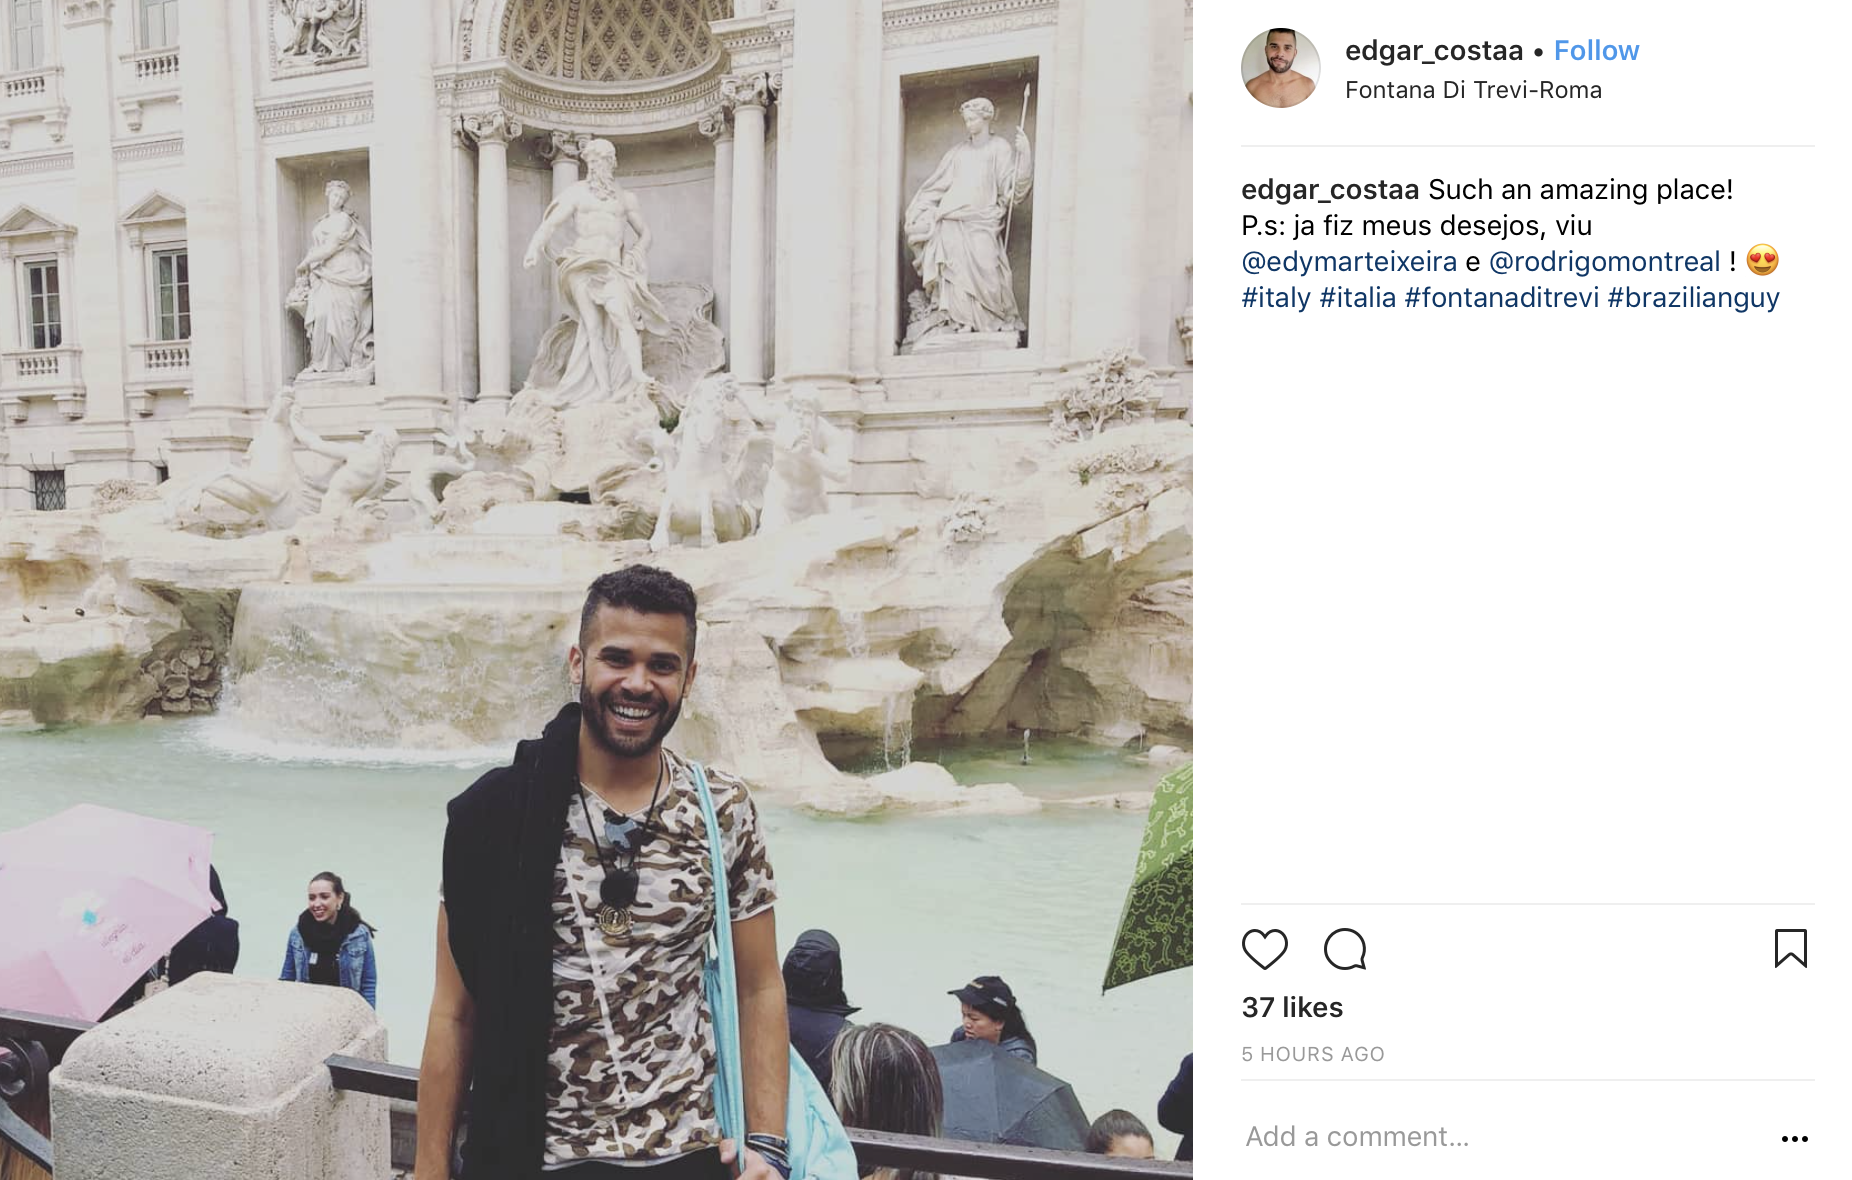 edgar_costaa • Follow
Fontana Di Trevi-Roma
edgar_costaa Such an amazing place!
P.s: ja fiz meus desejos, viu
@edymarteixeira e @rodrigomontreal ! 😍
#italy #italia #fontanaditrevi #brazilianguy
37 likes
5 HOURS AGO
Add a comment...